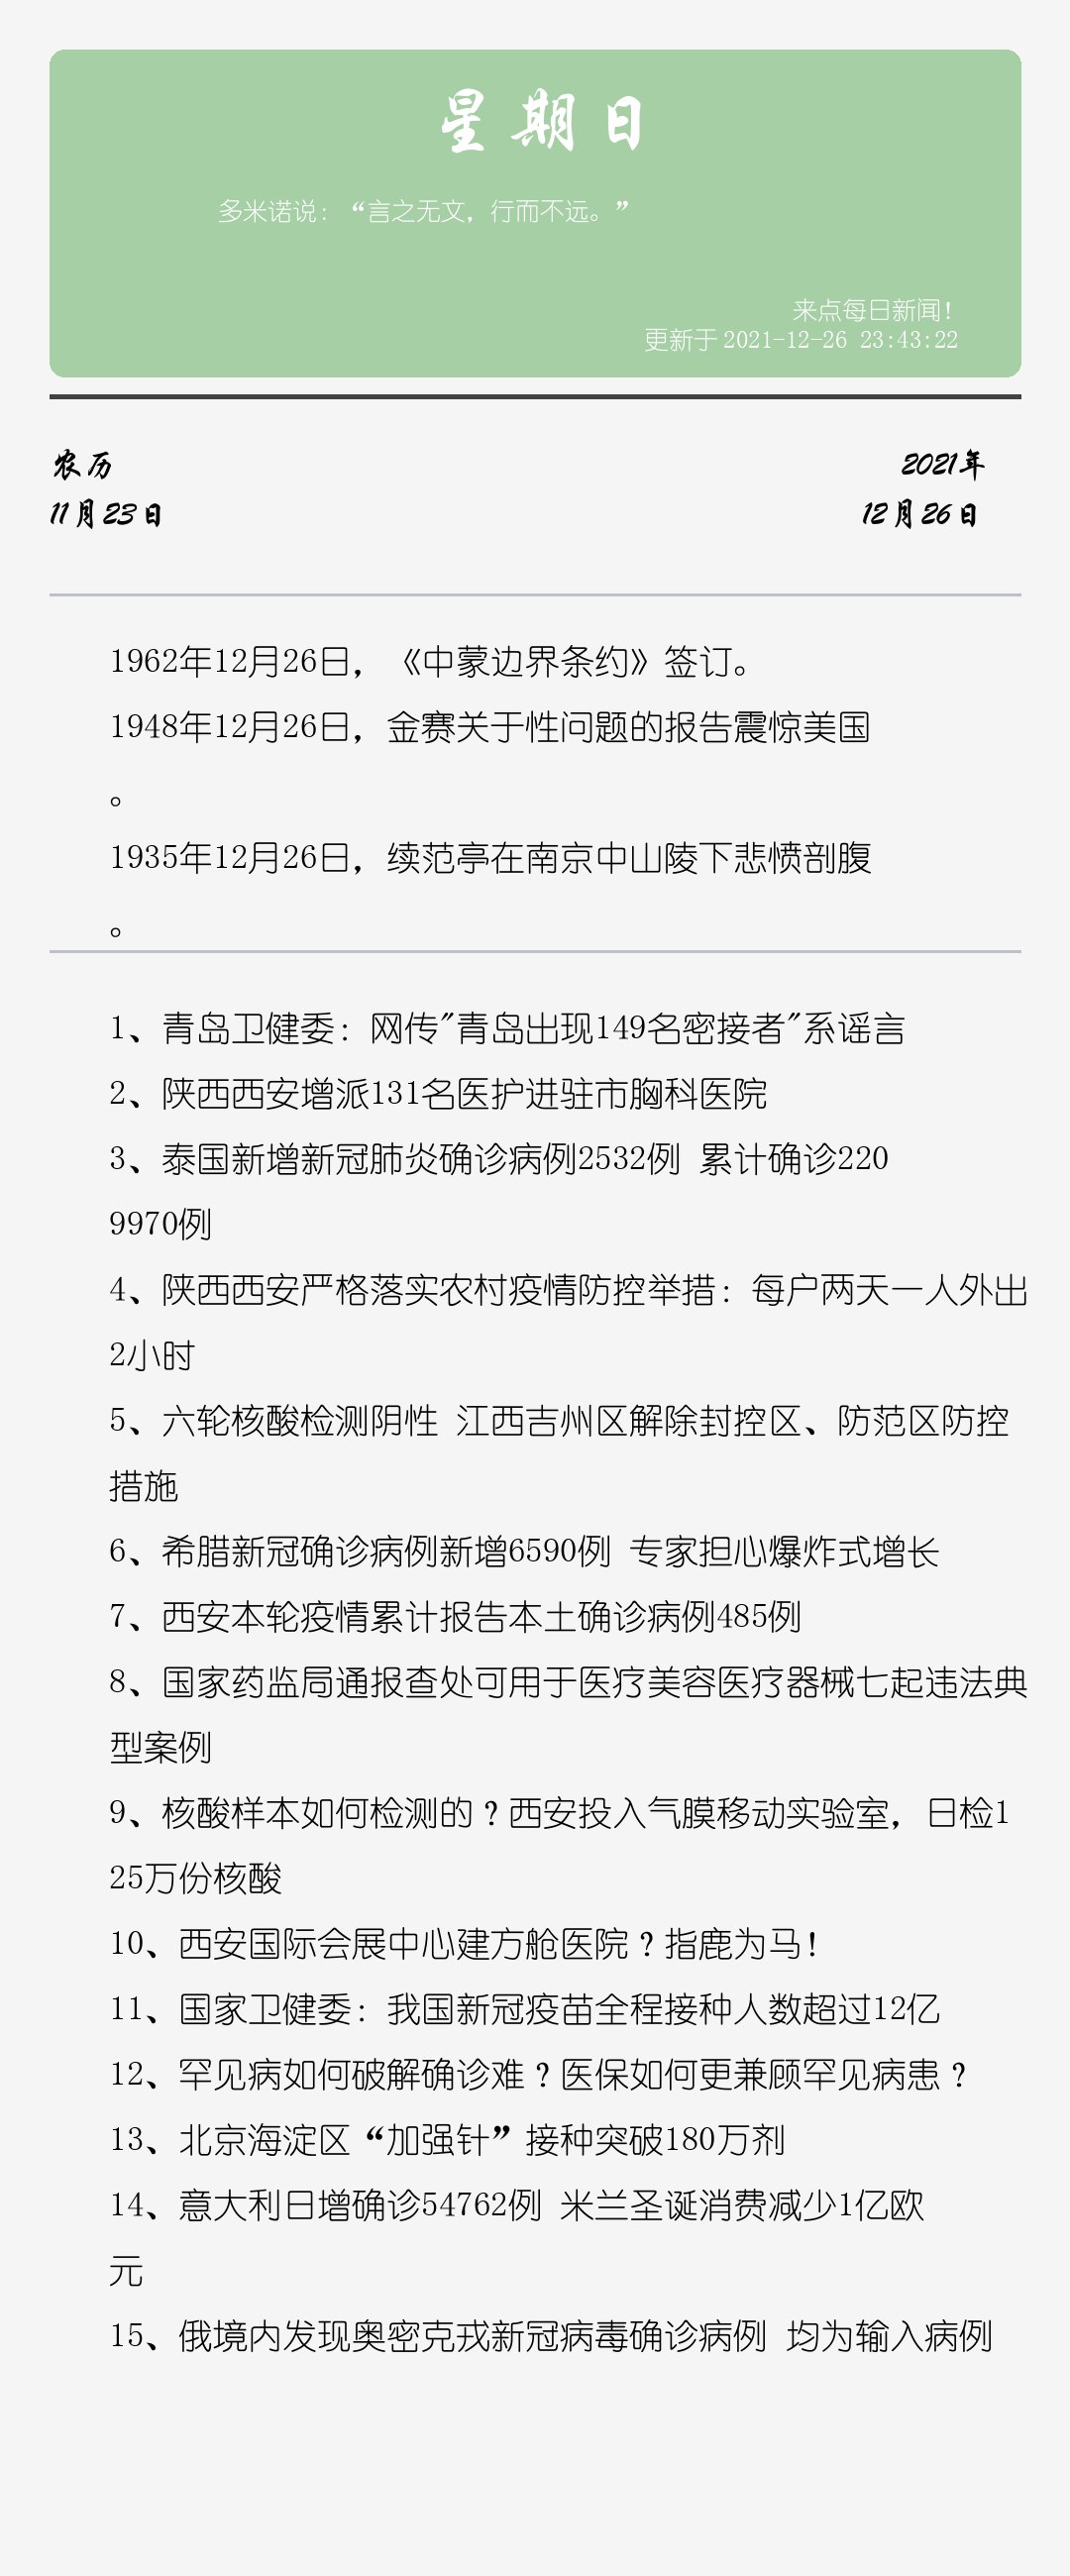 星期日
多米诺说：“言之无文，行而不远。”
来点每日新闻！
更新于 2021-12-26 23:43:22
农历
2021年
11月23日
12月26日
1962年12月26日，《中蒙边界条约》签订。
1948年12月26日，金赛关于性问题的报告震惊美国
。
1935年12月26日，续范亭在南京中山陵下悲愤剖腹
。
1、青岛卫健委：网传"青岛出现149名密接者"系谣言
2、陕西西安增派131名医护进驻市胸科医院
3、泰国新增新冠肺炎确诊病例2532例 累计确诊220
9970例
4、陕西西安严格落实农村疫情防控举措：每户两天一人外出
2小时
5、六轮核酸检测阴性 江西吉州区解除封控区、防范区防控
措施
6、希腊新冠确诊病例新增6590例 专家担心爆炸式增长
7、西安本轮疫情累计报告本土确诊病例485例
8、国家药监局通报查处可用于医疗美容医疗器械七起违法典
型案例
9、核酸样本如何检测的？西安投入气膜移动实验室，日检1
25万份核酸
10、西安国际会展中心建方舱医院？指鹿为马！
11、国家卫健委：我国新冠疫苗全程接种人数超过12亿
12、罕见病如何破解确诊难？医保如何更兼顾罕见病患？
13、北京海淀区“加强针”接种突破180万剂
14、意大利日增确诊54762例 米兰圣诞消费减少1亿欧
元
15、俄境内发现奥密克戎新冠病毒确诊病例 均为输入病例